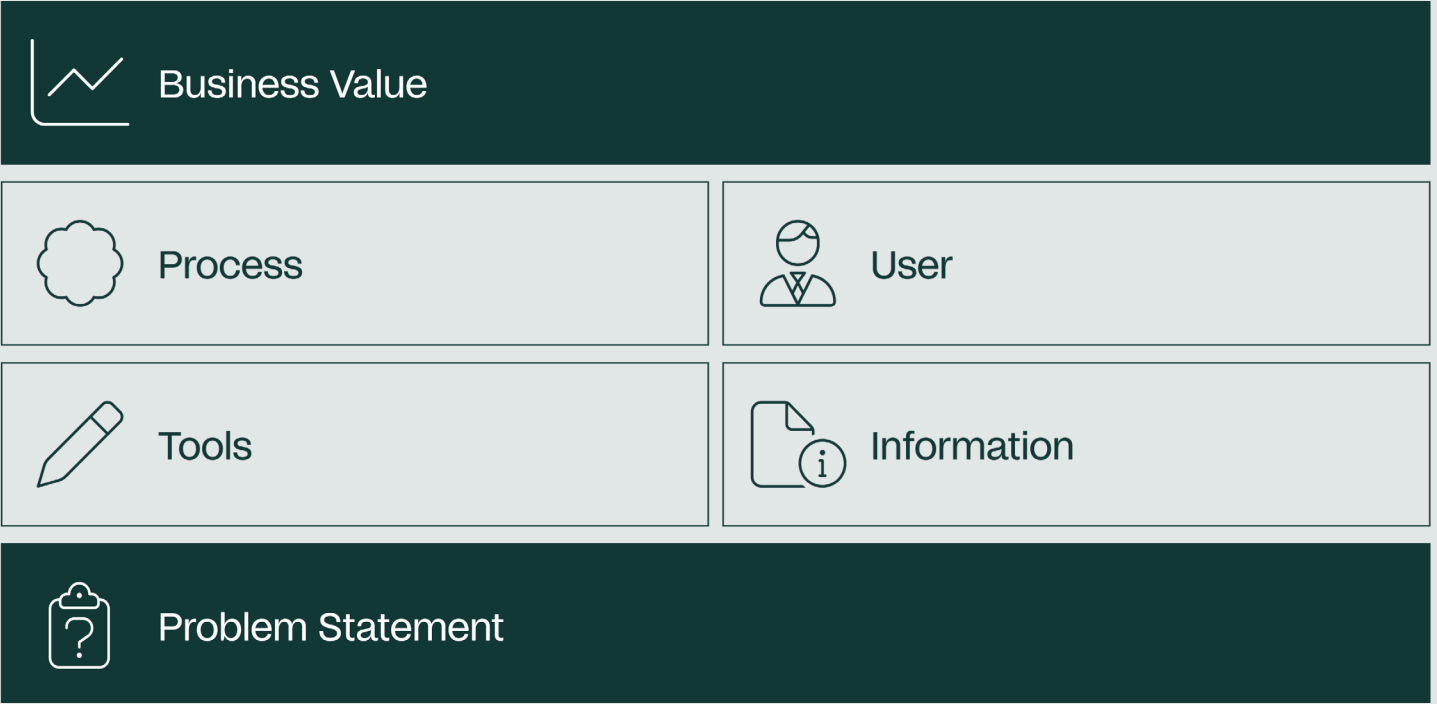 Business Value
Process
User
Tools
Information
Problem Statement